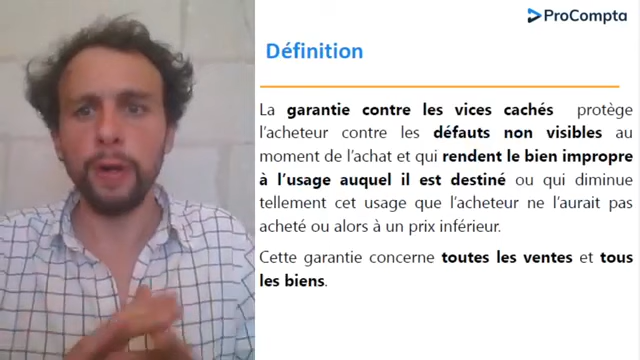 ProCompta
Définition
La garantie contre les vices cachés protège
l’acheteur contre les défauts non visibles au
moment de l’achat et qui rendent le bien impropre
à l’usage auquel il est destiné ou qui diminue
tellement cet usage que l’acheteur ne l’aurait pas
acheté ou alors à un prix inférieur.
Cette garantie concerne toutes les ventes et tous
les biens.